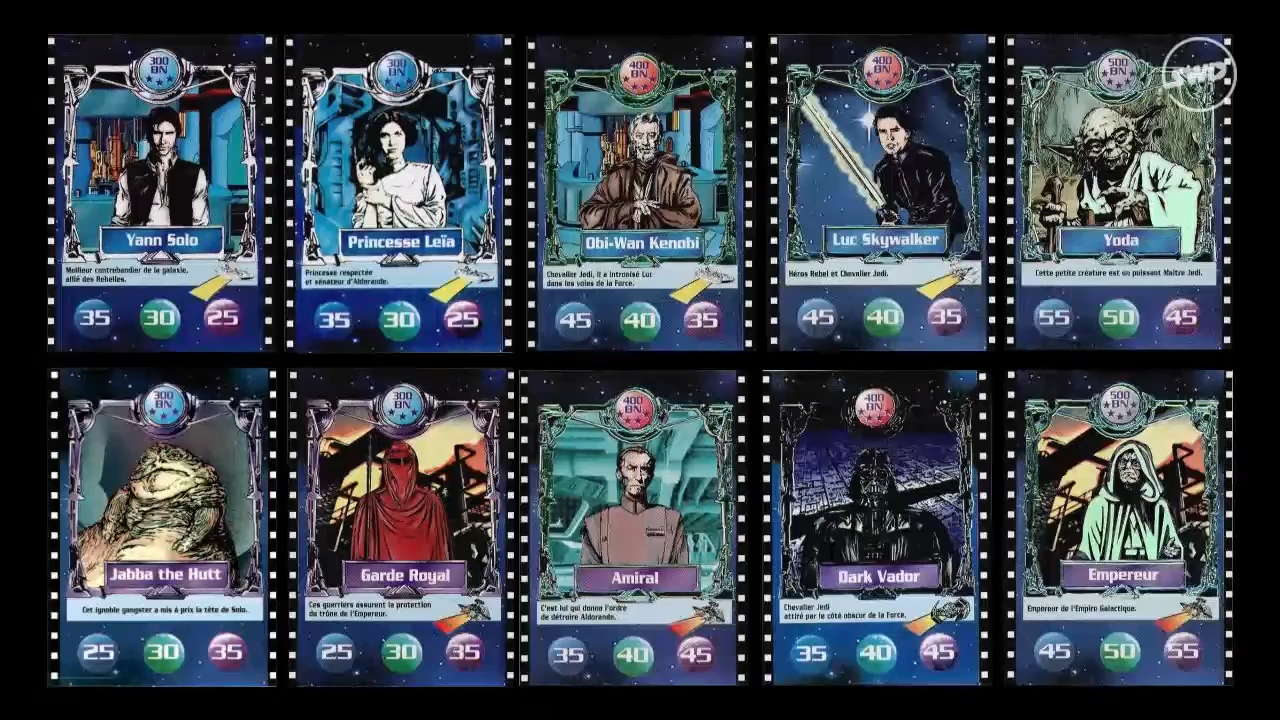 300
BN
Yann Solo
Meilleur contrebandier de la galaxie,
allié des Rebelles.
35 30 25
300
BN
Princesse Leïa
Princesse respectée
et sénateur d'Aldorande.
35 30 25
400
BN
Obi-Wan Kenobi
Chevalier Jedi, il a intronisé Luc
dans les voies de la Force.
45 40 35
400
BN
Luc Skywalker
Héros Rebel et Chevalier Jedi.
45 40 35
500
BN
Yoda
Cette petite créature est un puissant Maître Jedi.
55 50 45
SWD
300
BN
Jabba the Hutt
Cet ignoble gangster a mis à prix la tête de Solo.
25 30 35
300
BN
Garde Royal
Ces guerriers assurent la protection
du trône de l'Empereur.
25 30 35
400
BN
Amiral
C'est lui qui donna l'ordre
de détruire Aldorande.
35 40 45
400
BN
Dark Vador
Chevalier Jedi
attiré par le côté obscur de la Force.
35 40 45
500
BN
Empereur
Empereur de l'Empire Galactique.
45 50 55